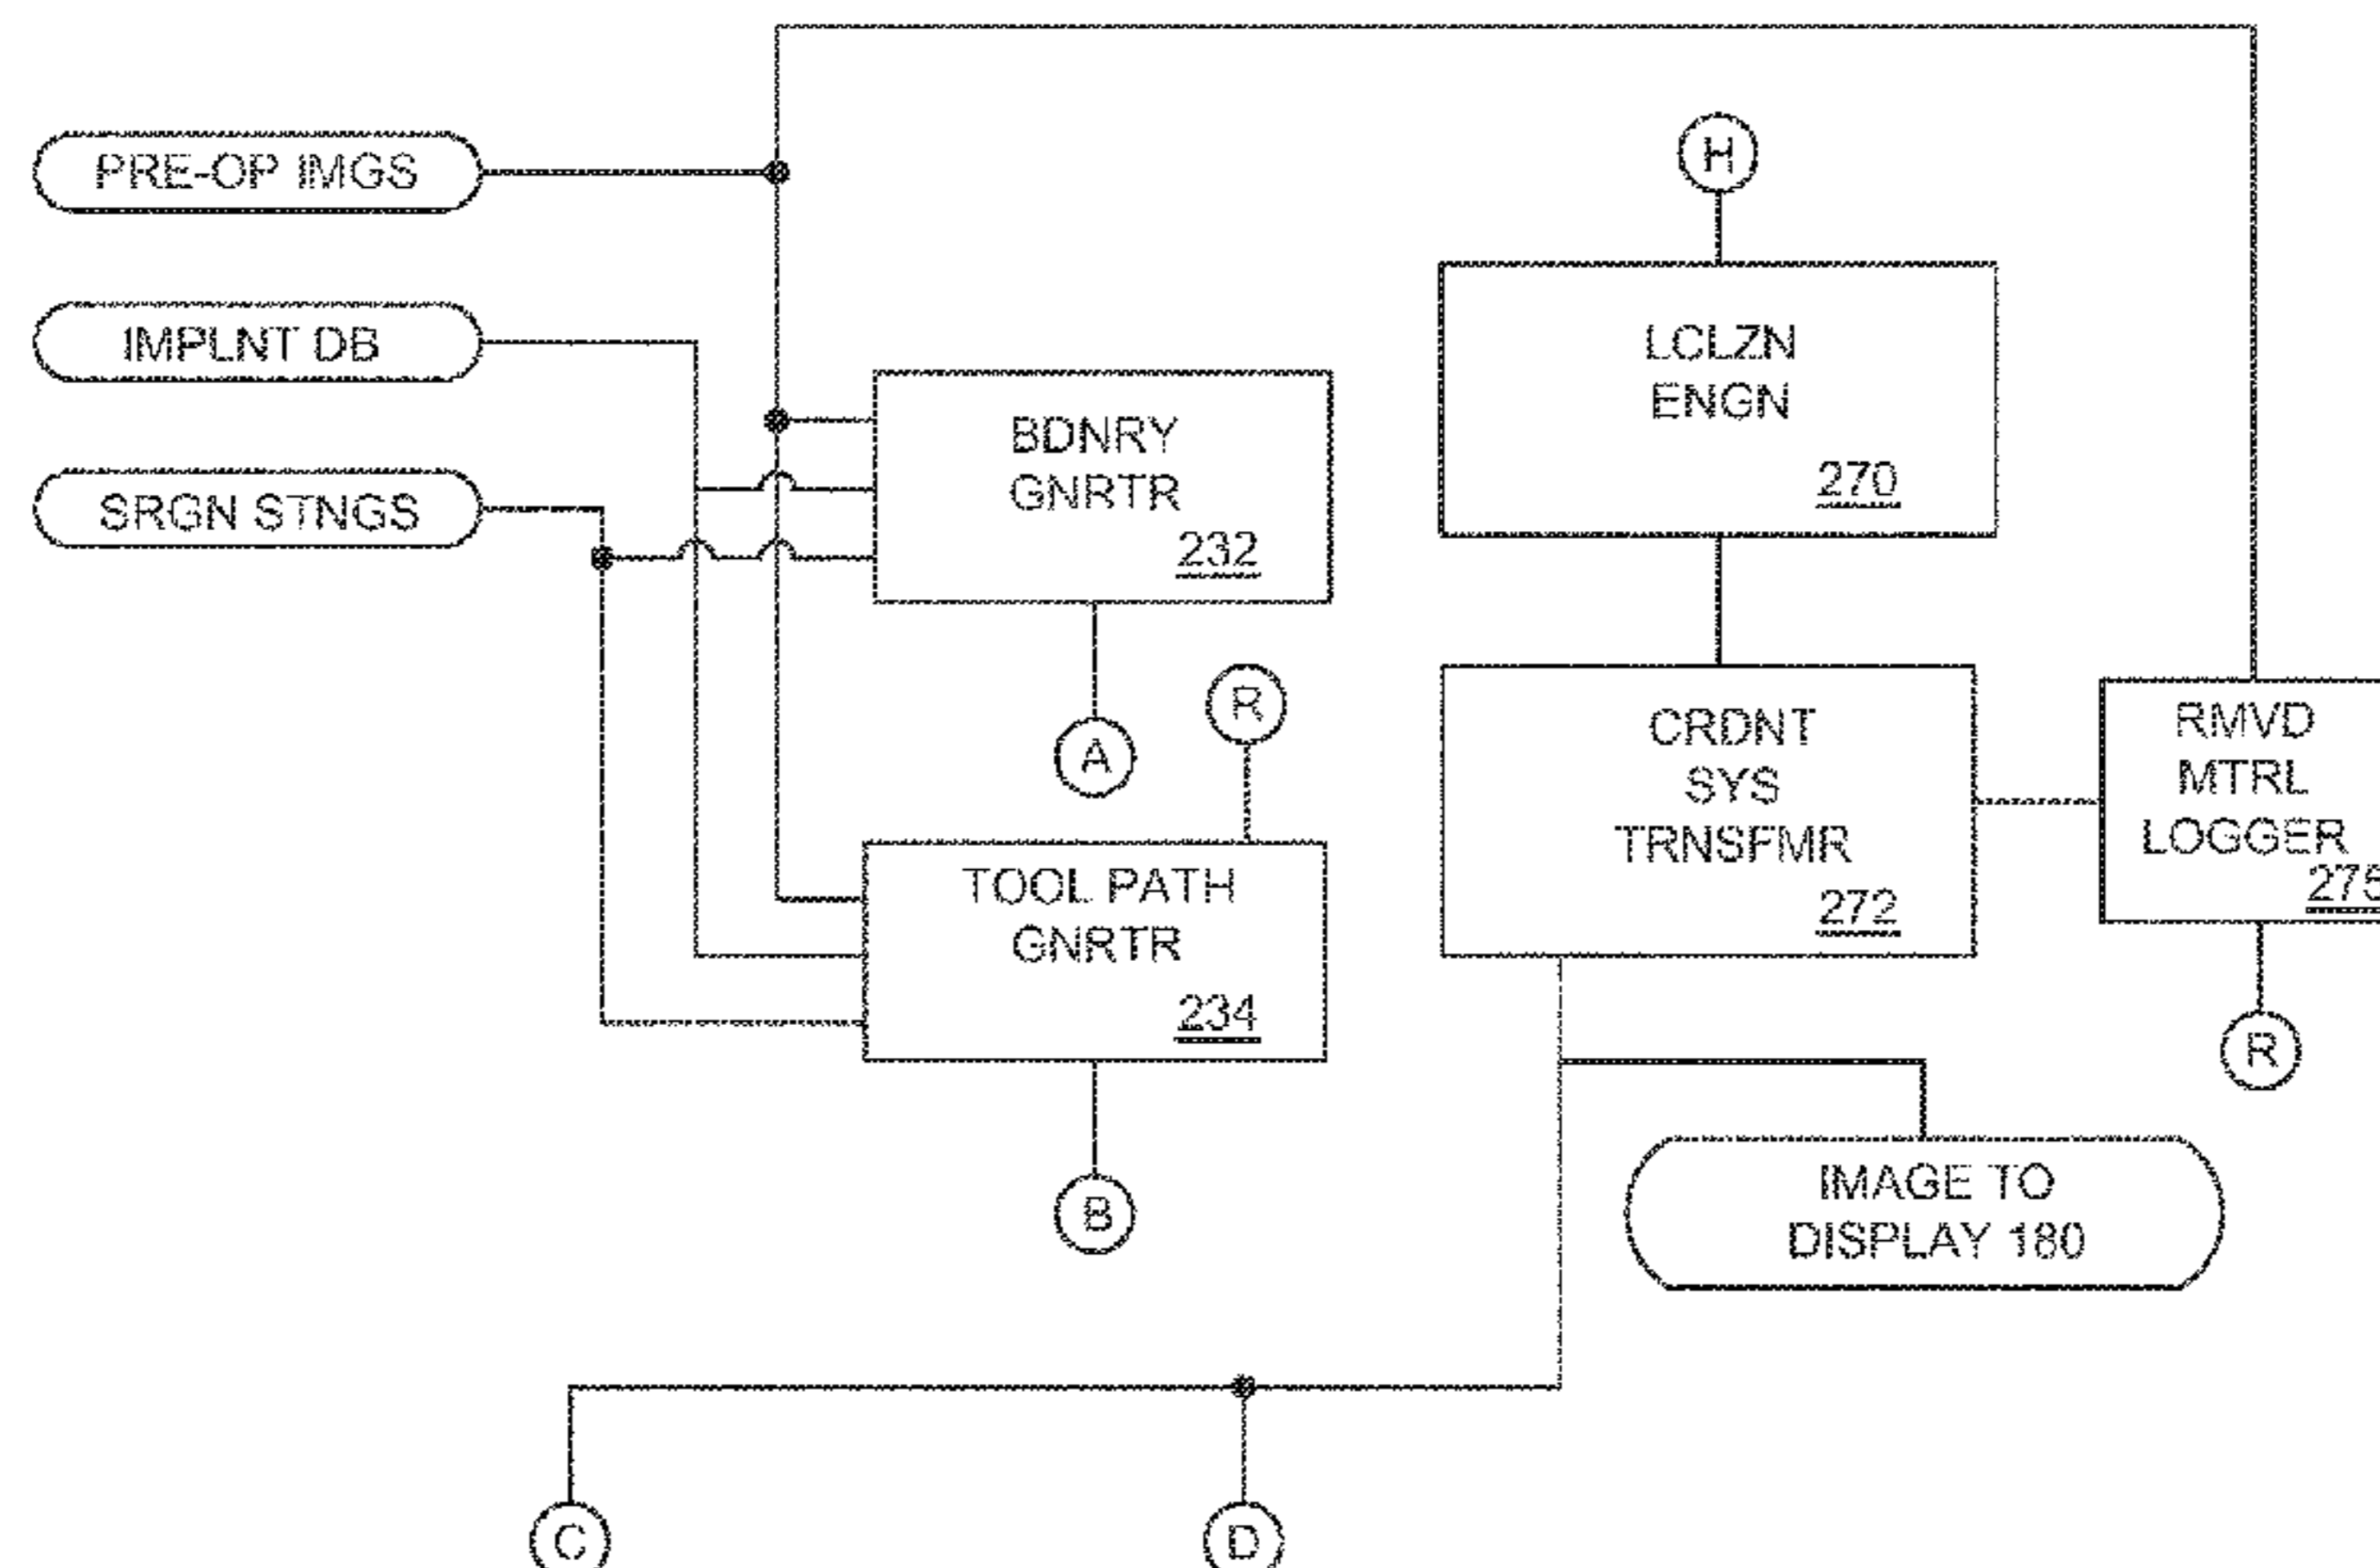 PRE-OP IMGS
IMPLNT DB
SRGN STNGS
BDNRY
GNRTR
232
A
R
TOOL PATH
GNRTR
234
B
H
LCLZN
ENGN
270
CRDNT
SYS
TRNSFMR
272
RMVD
MTRL
LOGGER
275
R
IMAGE TO
DISPLAY 180
C
D